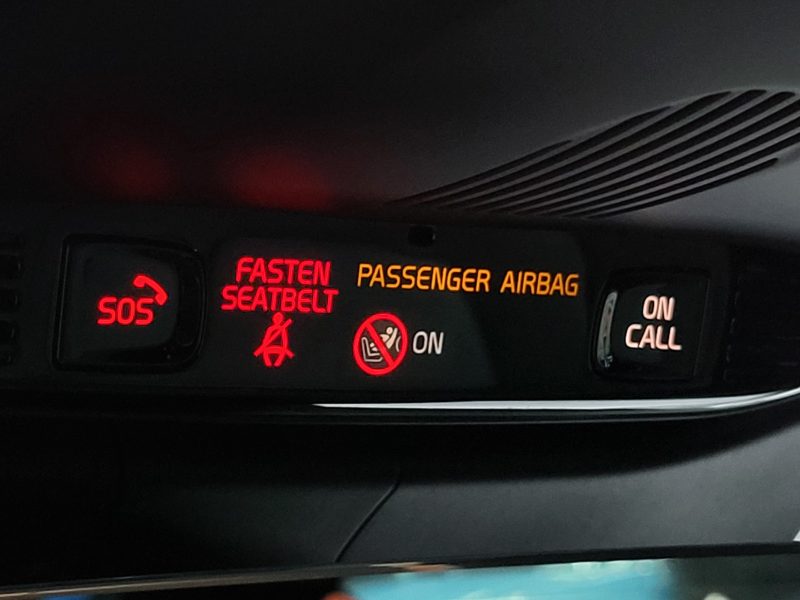 SOS
FASTEN
SEATBELT
PASSENGER AIRBAG
ON
ON
CALL